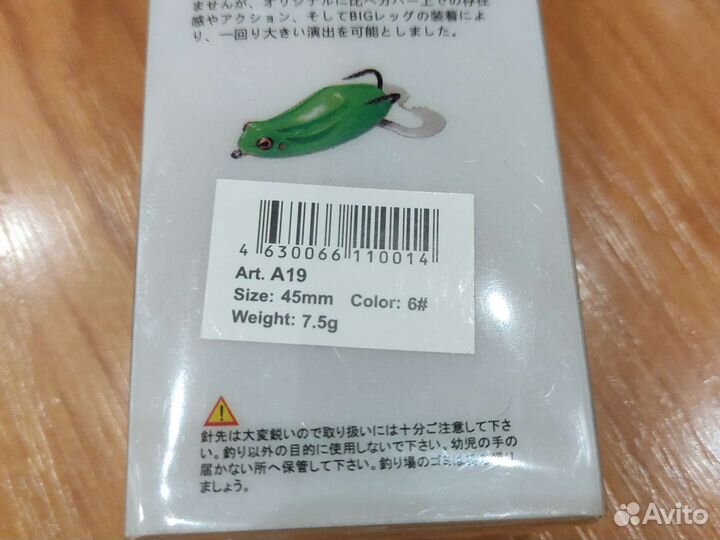 ませんが、オリジナルに比べカバー上での存在
感やアクション、そしてBIGレッグの装着によ
り、一回り大きい演出を可能としました。
4 630066 110014
Art. A19
Size: 45mm Color: 6#
Weight: 7.5g
針先は大変鋭いので取り扱いには十分ご注意して下さ
い。釣り以外の目的に使用しないで下さい。幼児の手の
届かない所へ保管して下さい。釣り場のゴミは
ましょう。
Avito